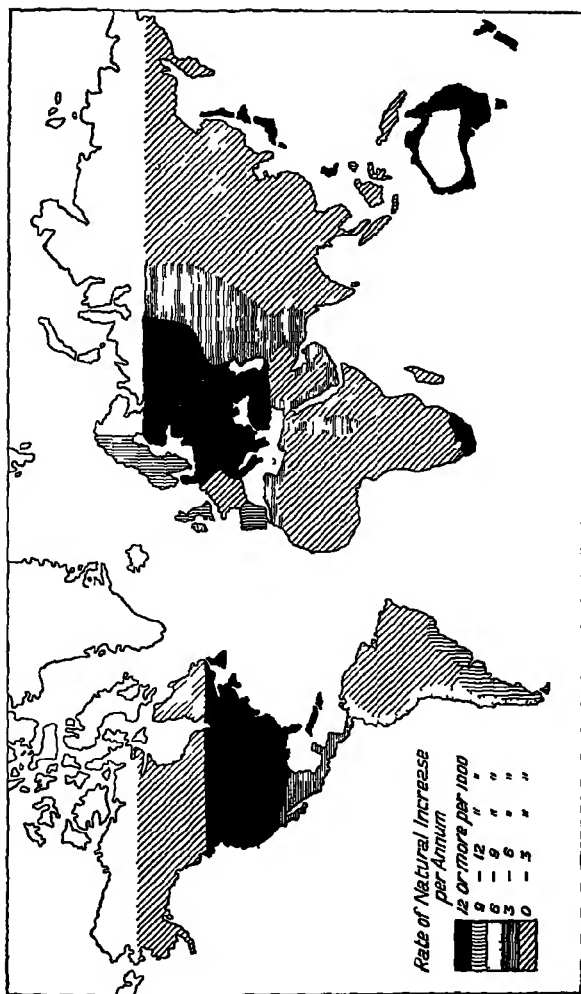 Rate of Natural Increase
per Annum
12 Or more per 1000
9 – 12 " "
6 – 9 " "
3 – 6 " "
0 – 3 " "